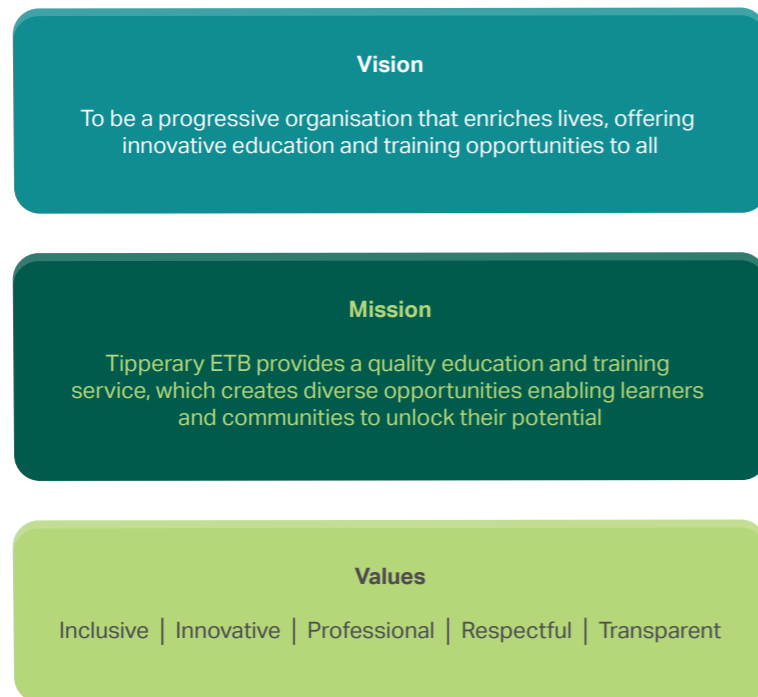 Vision
To be a progressive organisation that enriches lives, offering
innovative education and training opportunities to all
Mission
Tipperary ETB provides a quality education and training
service, which creates diverse opportunities enabling learners
and communities to unlock their potential
Values
Inclusive | Innovative | Professional | Respectful | Transparent